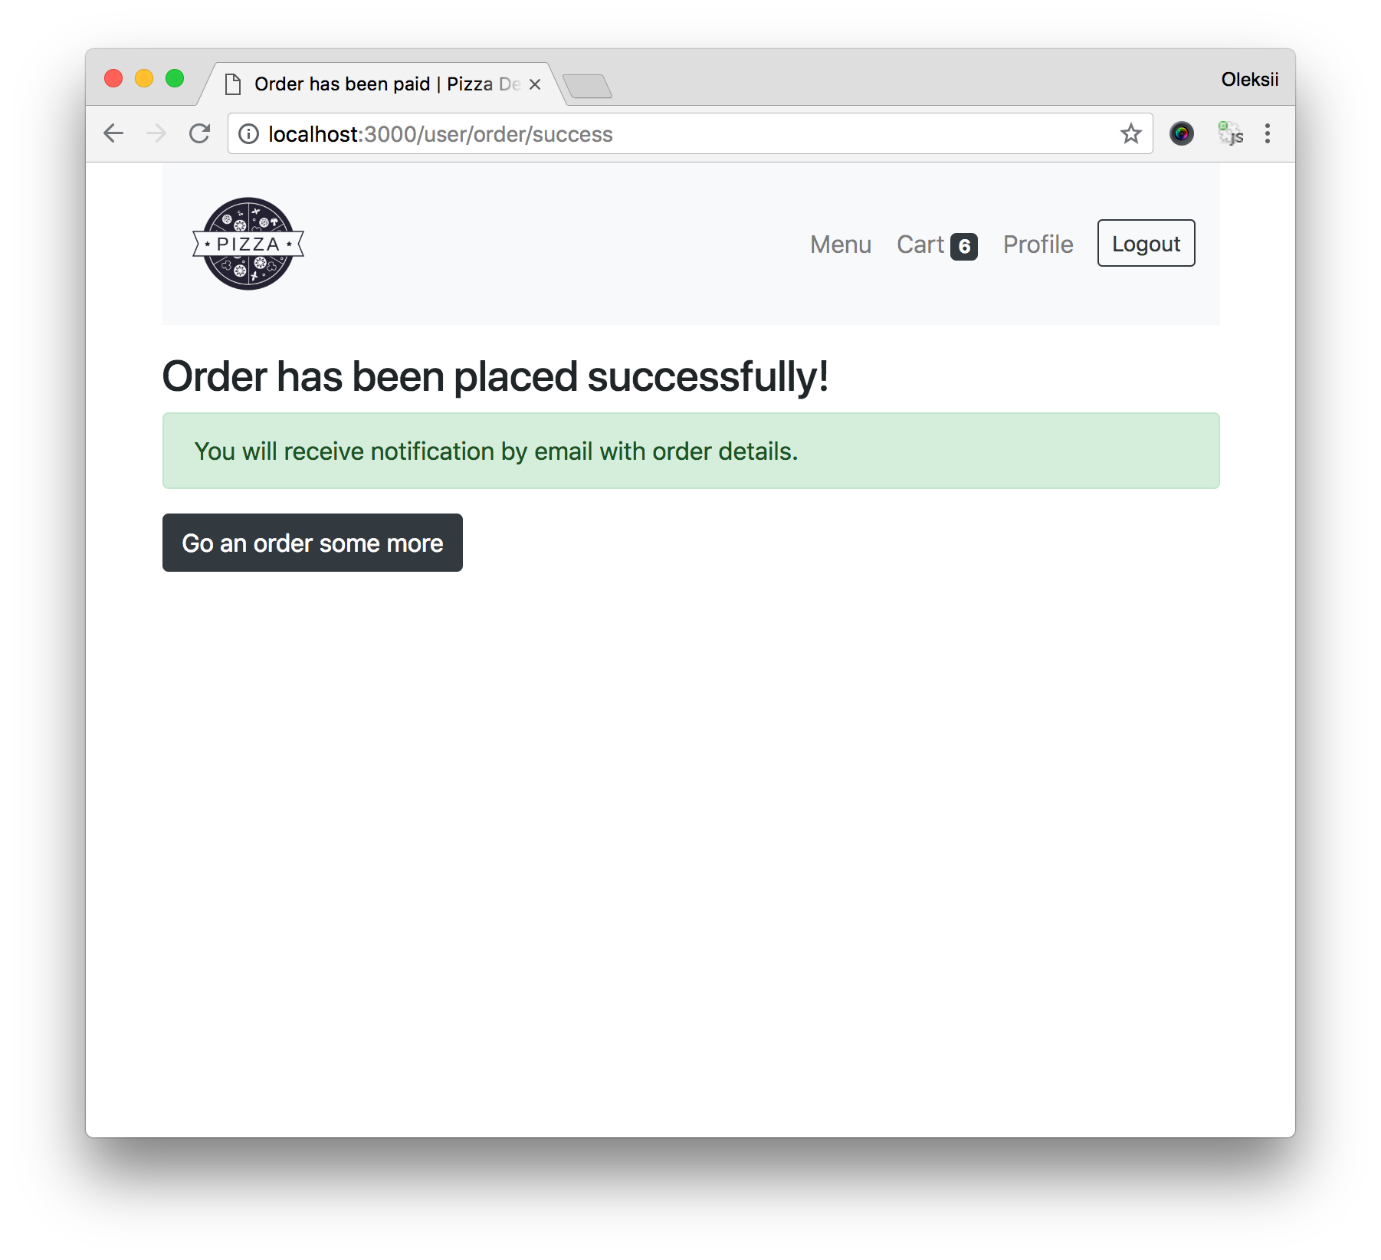 Order has been paid | Pizza De
Oleksii
localhost:3000/user/order/success
JS
PIZZA
Menu
Cart 6
Profile
Logout
Order has been placed successfully!
You will receive notification by email with order details.
Go an order some more